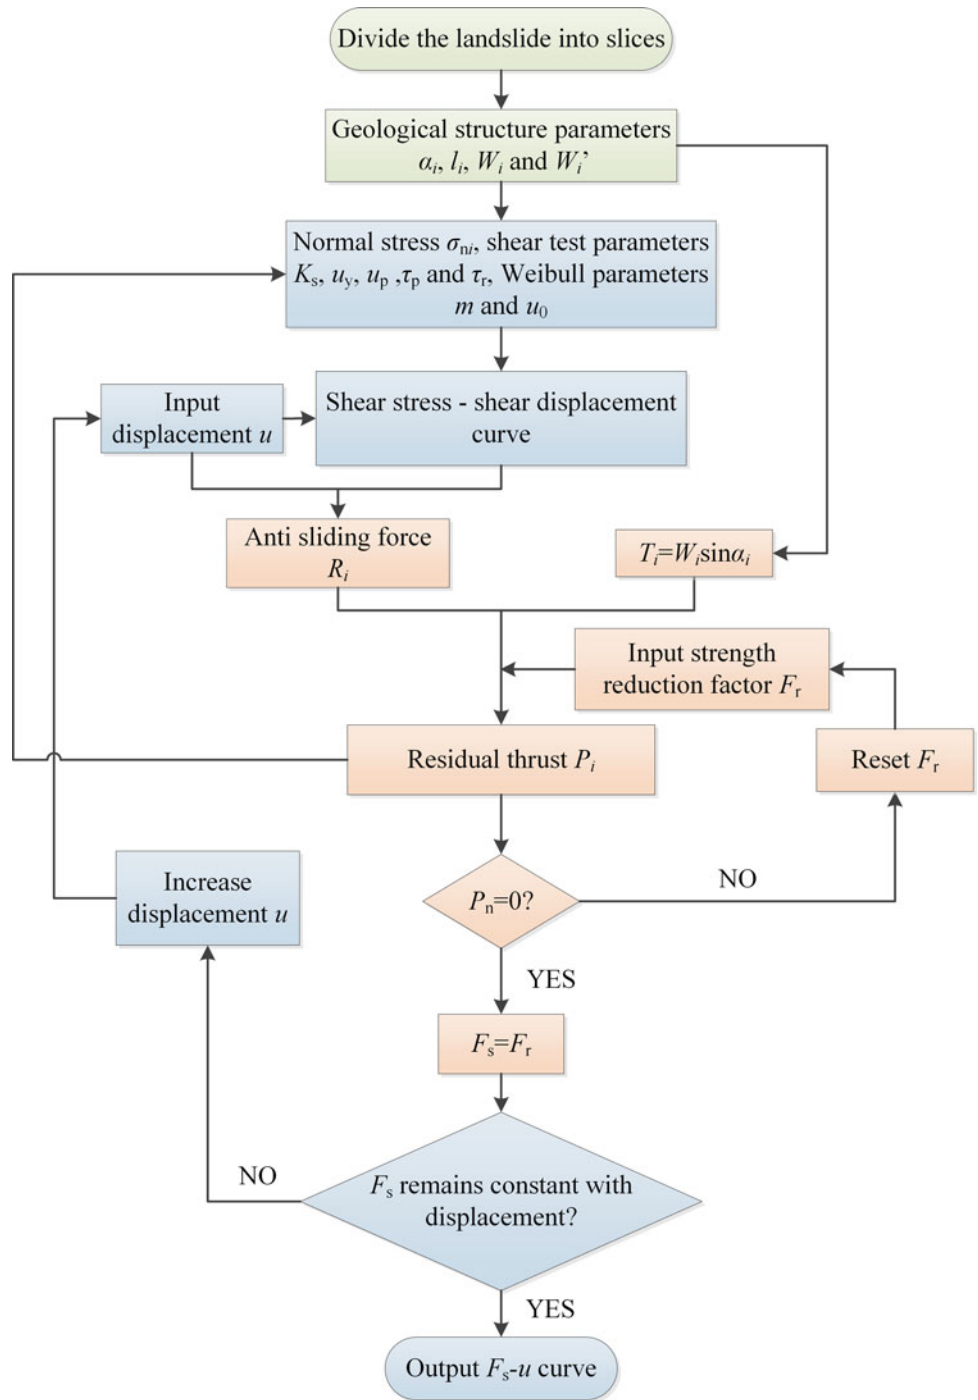 Divide the landslide into slices
Geological structure parameters
αi, li, Wi and Wi’
Normal stress σni, shear test parameters
Ks, uy, up ,τp and τr, Weibull parameters
m and u0
Input
displacement u
Shear stress - shear displacement
curve
Anti sliding force
Ri
Ti=Wisinαi
Input strength
reduction factor Fr
Residual thrust Pi
Reset Fr
Increase
displacement u
Pn=0?
NO
YES
Fs=Fr
NO
Fs remains constant with
displacement?
YES
Output Fs-u curve